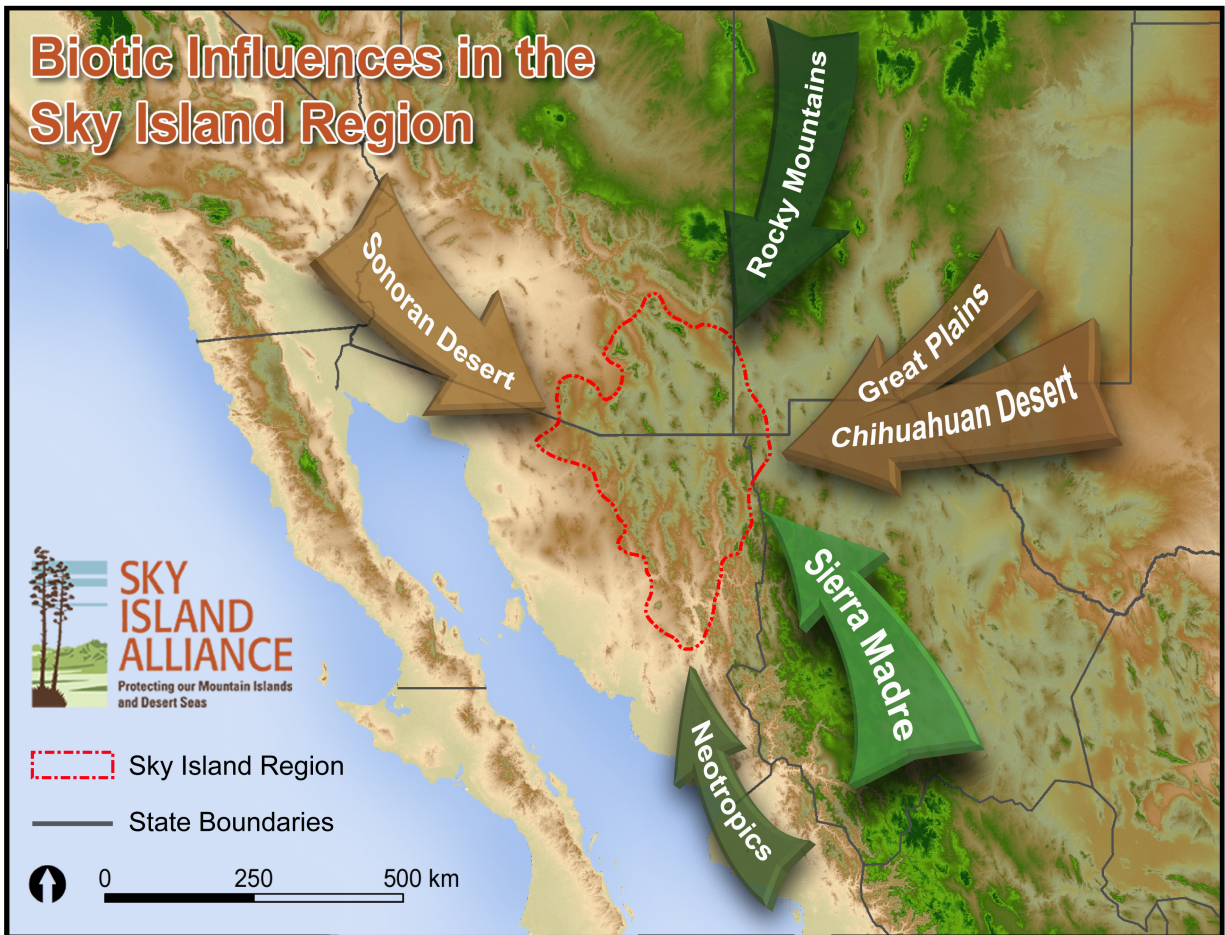 Biotic Influences in the
Sky Island Region
Rocky Mountains
Sonoran Desert
Great Plains
Chihuahuan Desert
Sierra Madre
Neotropics
SKY
ISLAND
ALLIANCE
Protecting our Mountain Islands
and Desert Seas
Sky Island Region
State Boundaries
0 250 500 km